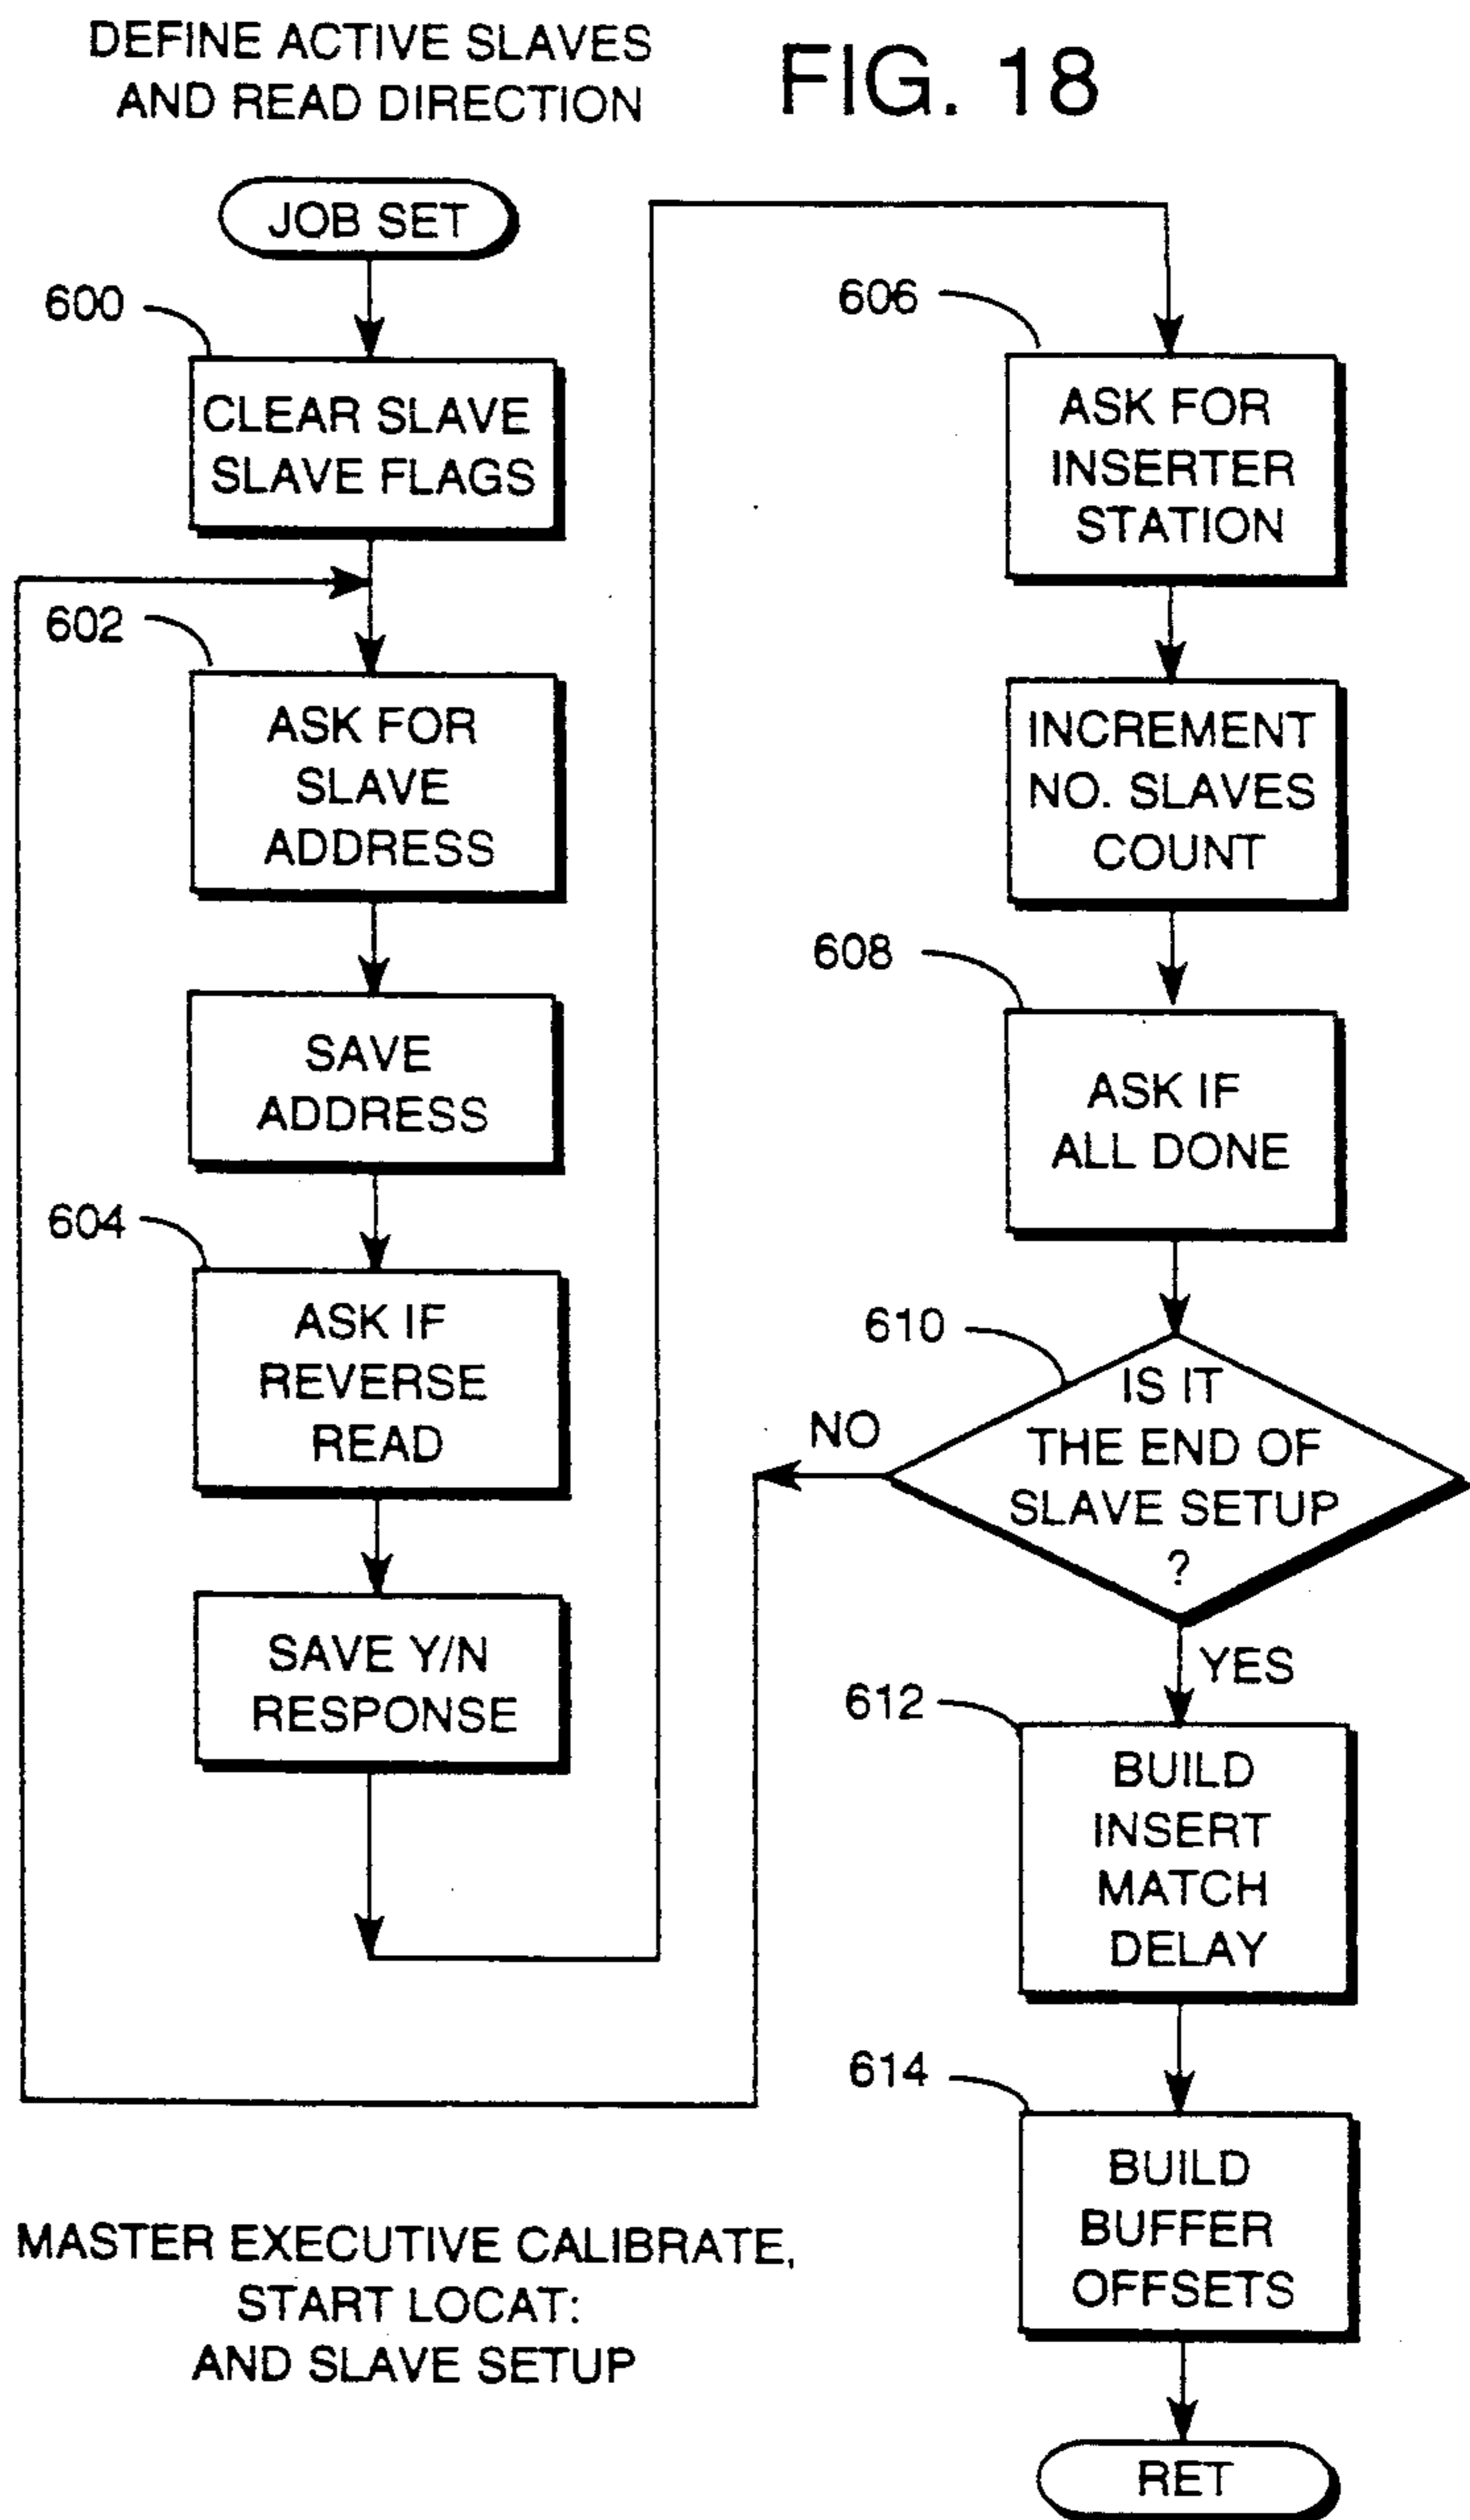 DEFINE ACTIVE SLAVES
AND READ DIRECTION
FIG. 18
JOB SET
600
CLEAR SLAVE
SLAVE FLAGS
602
ASK FOR
SLAVE
ADDRESS
SAVE
ADDRESS
604
ASK IF
REVERSE
READ
SAVE Y/N
RESPONSE
606
ASK FOR
INSERTER
STATION
INCREMENT
NO. SLAVES
COUNT
608
ASK IF
ALL DONE
610
IS IT
THE END OF
SLAVE SETUP
?
NO
YES
612
BUILD
INSERT
MATCH
DELAY
614
BUILD
BUFFER
OFFSETS
RET
MASTER EXECUTIVE CALIBRATE,
START LOCAT:
AND SLAVE SETUP